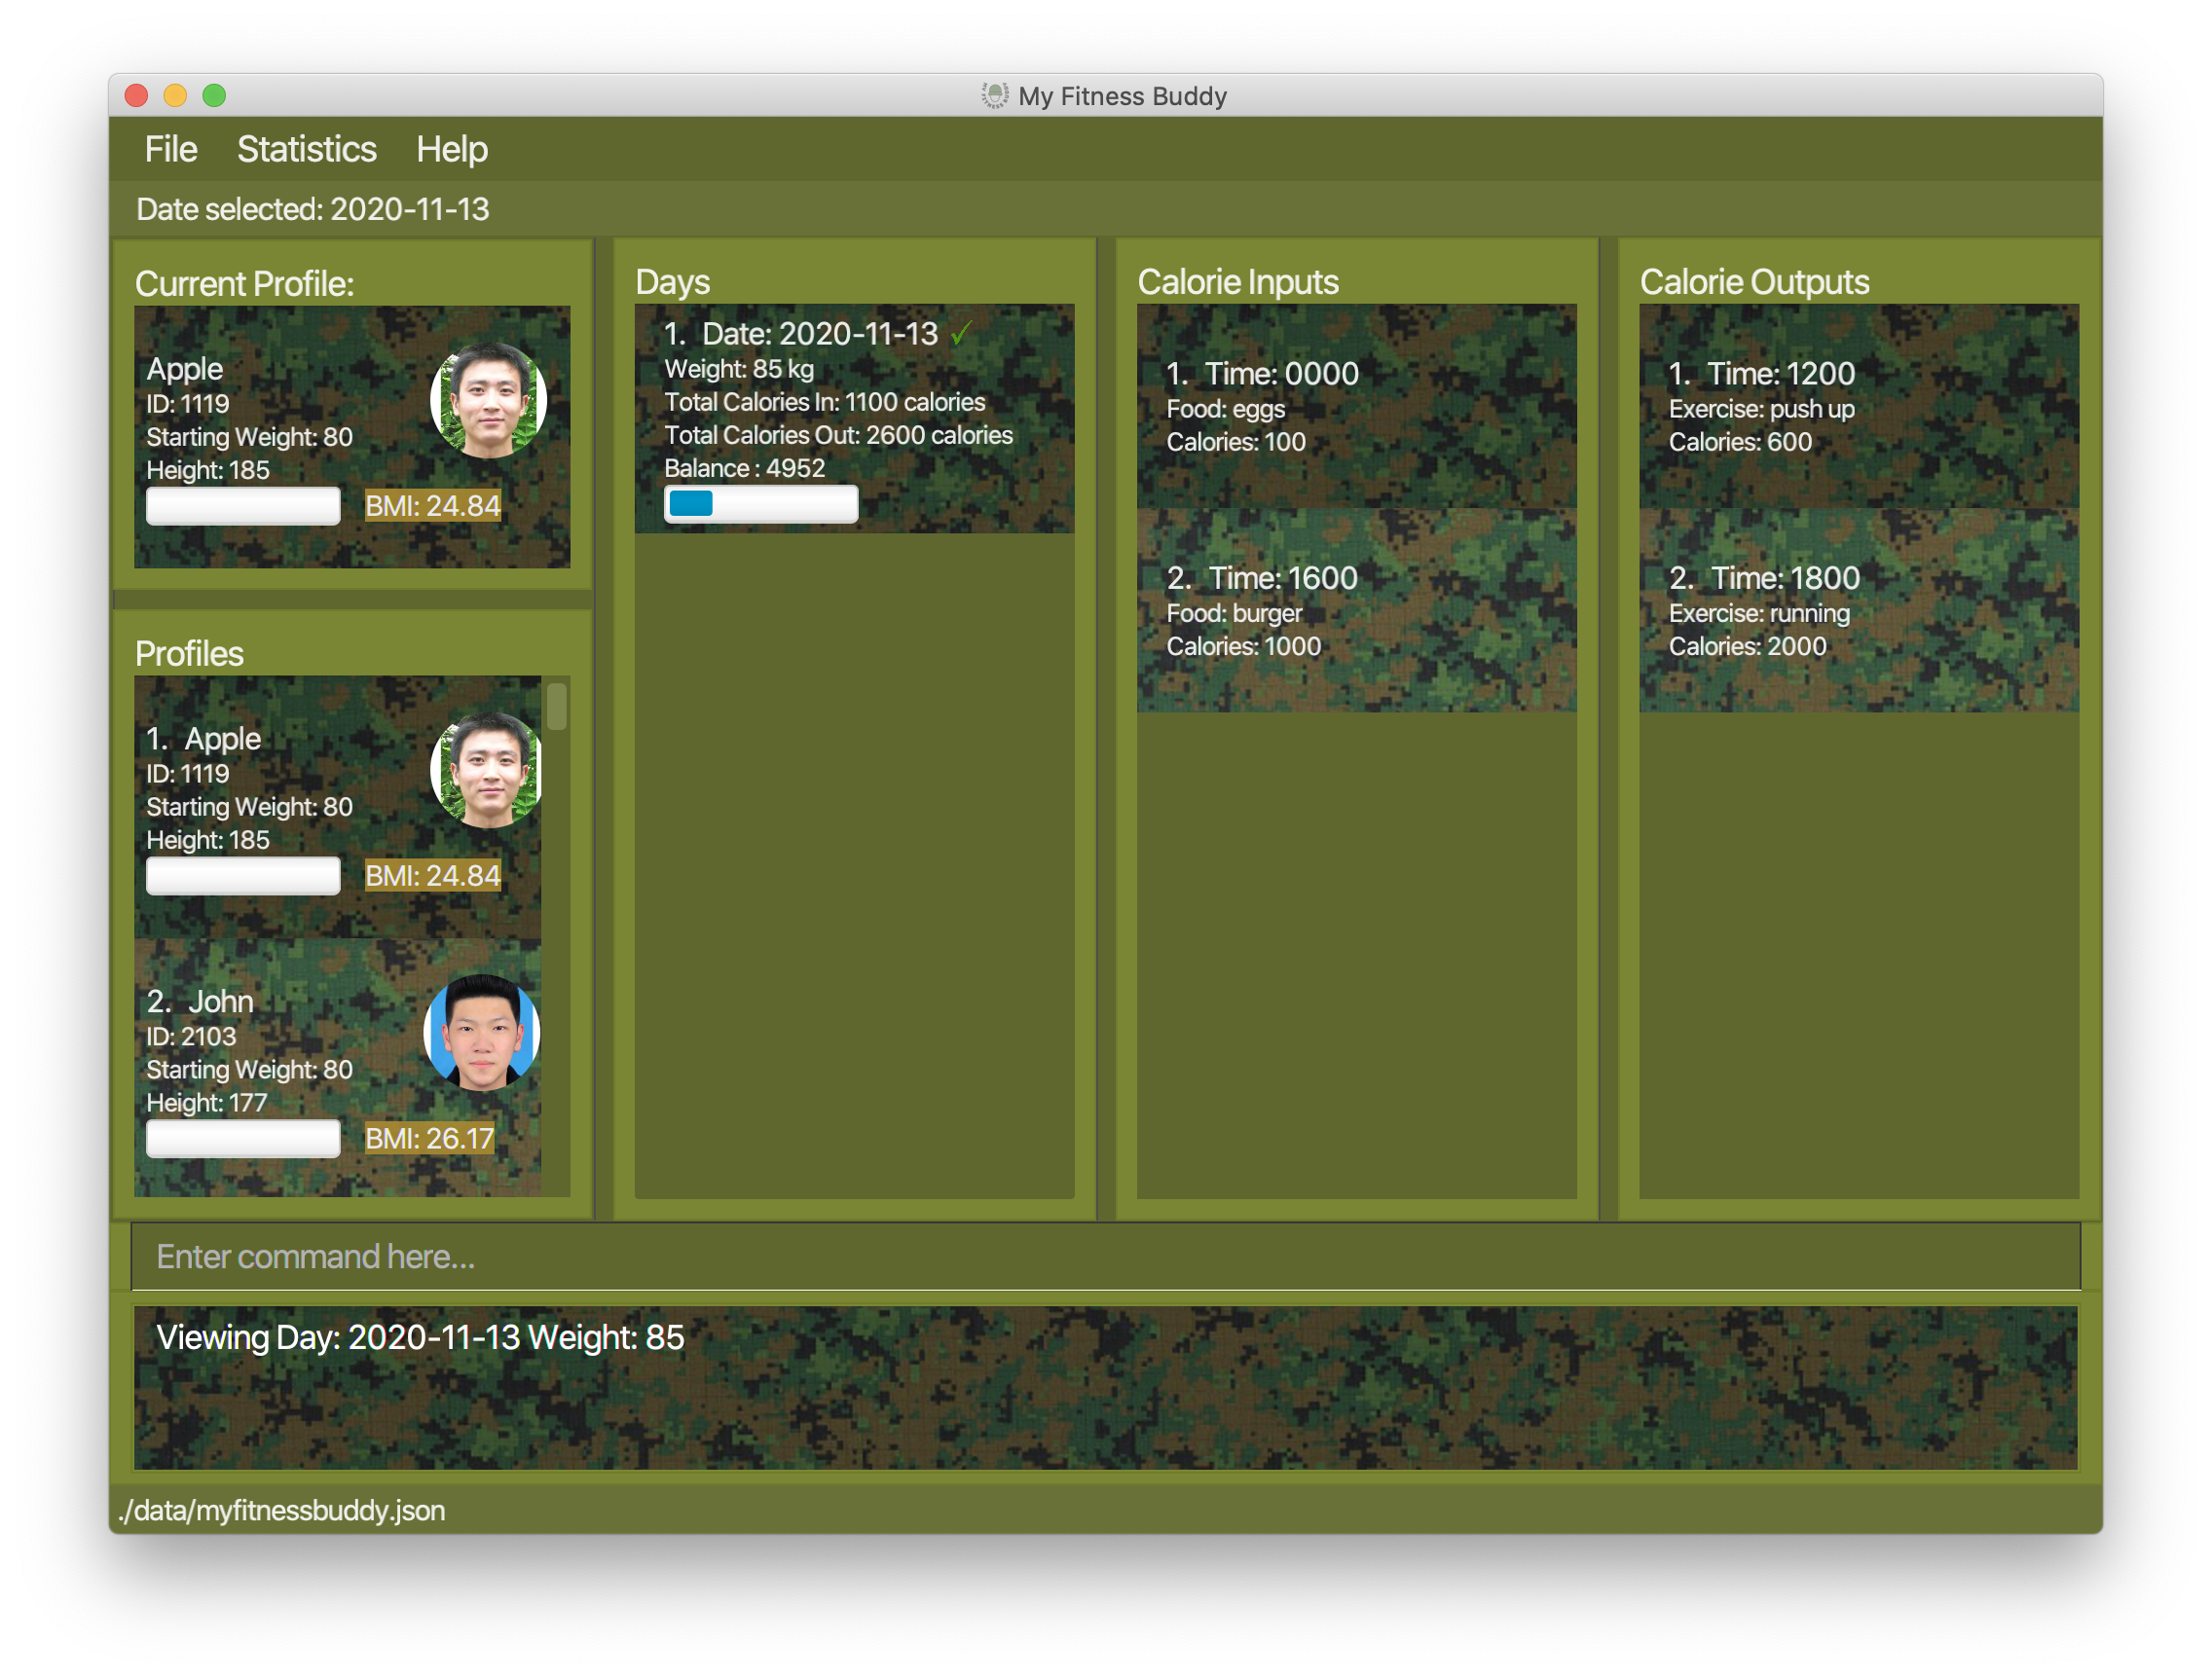 My Fitness Buddy
File Statistics Help
Date selected: 2020-11-13
Current Profile:
Apple
ID: 1119
Starting Weight: 80
Height: 185
BMI: 24.84
Profiles
1. Apple
ID: 1119
Starting Weight: 80
Height: 185
BMI: 24.84
2. John
ID: 2103
Starting Weight: 80
Height: 177
BMI: 26.17
Days
1. Date: 2020-11-13 ✓
Weight: 85 kg
Total Calories In: 1100 calories
Total Calories Out: 2600 calories
Balance : 4952
Calorie Inputs
1. Time: 0000
Food: eggs
Calories: 100
2. Time: 1600
Food: burger
Calories: 1000
Calorie Outputs
1. Time: 1200
Exercise: push up
Calories: 600
2. Time: 1800
Exercise: running
Calories: 2000
Enter command here...
Viewing Day: 2020-11-13 Weight: 85
./data/myfitnessbuddy.json